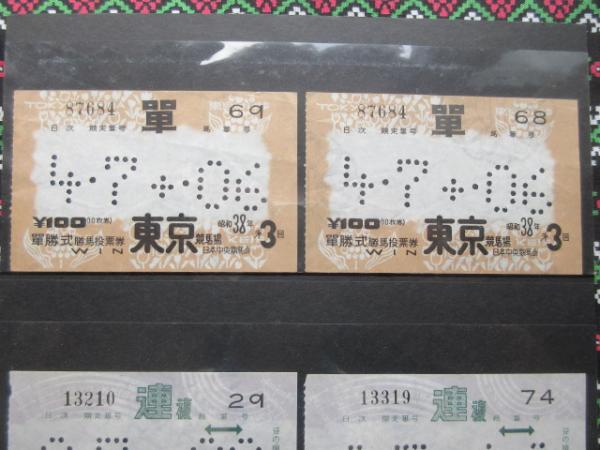 87684 單 69
日次 競走番号 馬番号
4・7+・06
¥100(10枚券) 昭和38年
單勝式勝馬投票券 東京競馬場 オ3回
WIN 日本中央競馬会
87684 單 68
日次 競走番号 馬番号
4・7+・06
¥100(10枚券) 昭和38年
單勝式勝馬投票券 東京競馬場 オ3回
WIN 日本中央競馬会
13210 連複 29
日次 競走番号 番号
13319 連複 74
日次 競走番号 番号